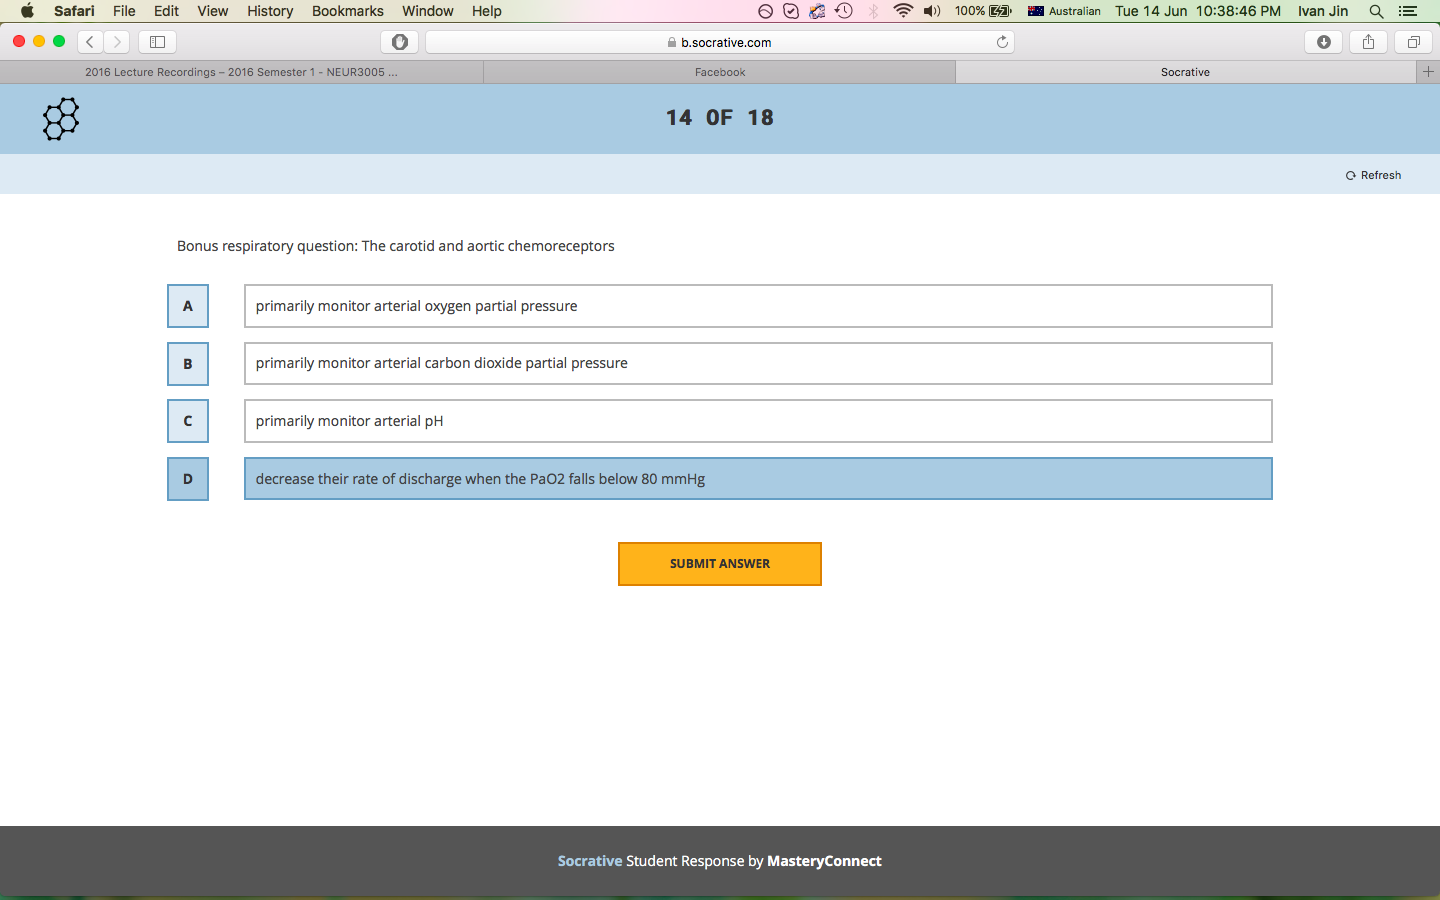 Safari File Edit View History Bookmarks Window Help 100% Australian Tue 14 Jun 10:38:46 PM Ivan Jin
b.socrative.com
2016 Lecture Recordings – 2016 Semester 1 - NEUR3005 ... Facebook Socrative
14 OF 18
Refresh
Bonus respiratory question: The carotid and aortic chemoreceptors
A primarily monitor arterial oxygen partial pressure
B primarily monitor arterial carbon dioxide partial pressure
C primarily monitor arterial pH
D decrease their rate of discharge when the PaO2 falls below 80 mmHg
SUBMIT ANSWER
Socrative Student Response by MasteryConnect